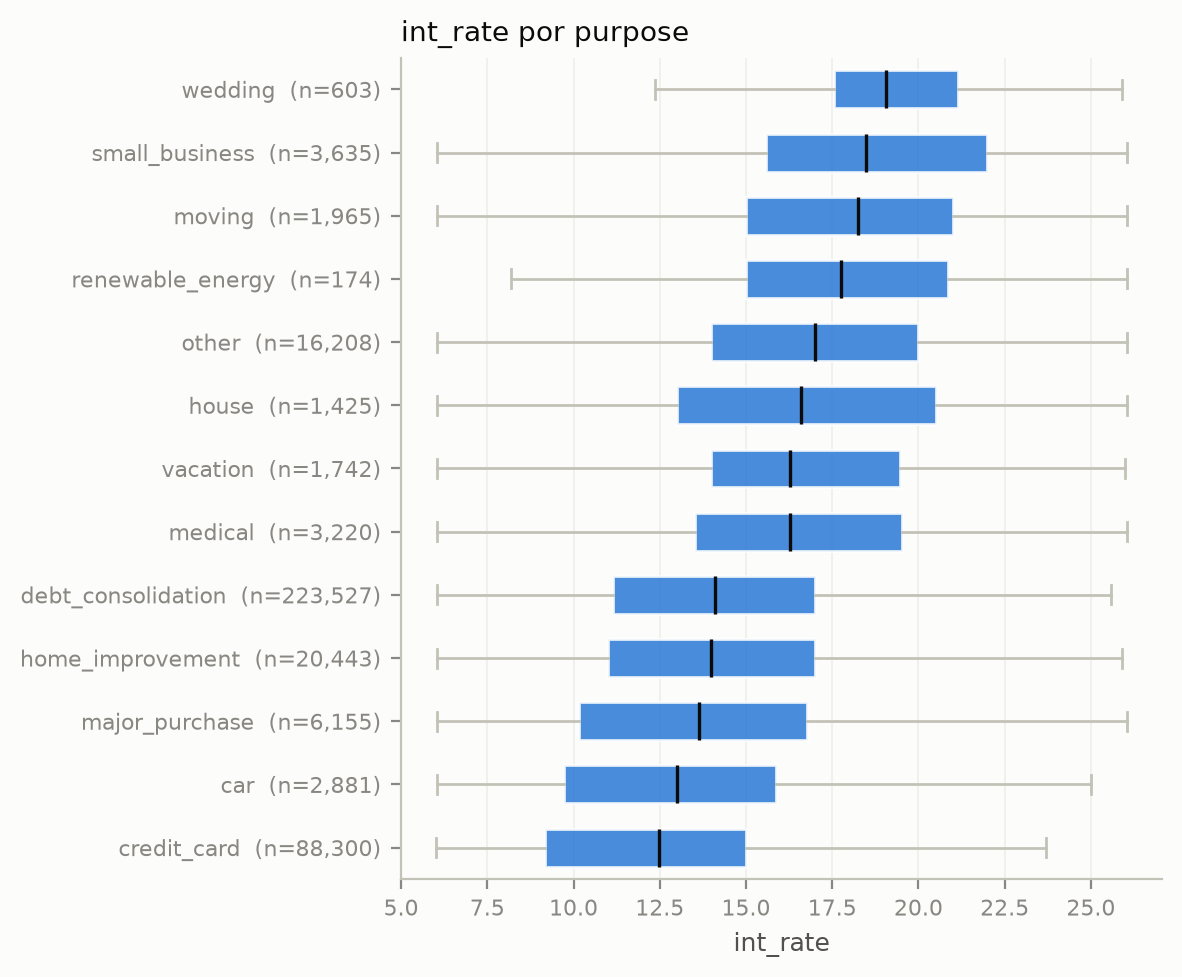 int_rate por purpose
wedding (n=603)
small_business (n=3,635)
moving (n=1,965)
renewable_energy (n=174)
other (n=16,208)
house (n=1,425)
vacation (n=1,742)
medical (n=3,220)
debt_consolidation (n=223,527)
home_improvement (n=20,443)
major_purchase (n=6,155)
car (n=2,881)
credit_card (n=88,300)
5.0 7.5 10.0 12.5 15.0 17.5 20.0 22.5 25.0
int_rate